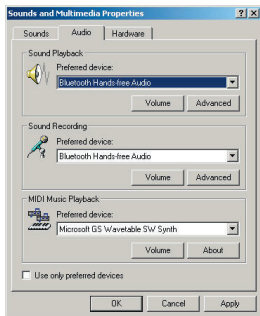 Sounds and Multimedia Properties
Sounds Audio Hardware
Sound Playback
Preferred device:
Bluetooth Hands-free Audio
Volume Advanced
Sound Recording
Preferred device:
Bluetooth Hands-free Audio
Volume Advanced
MIDI Music Playback
Preferred device:
Microsoft GS Wavetable SW Synth
Volume About
Use only preferred devices
OK Cancel Apply